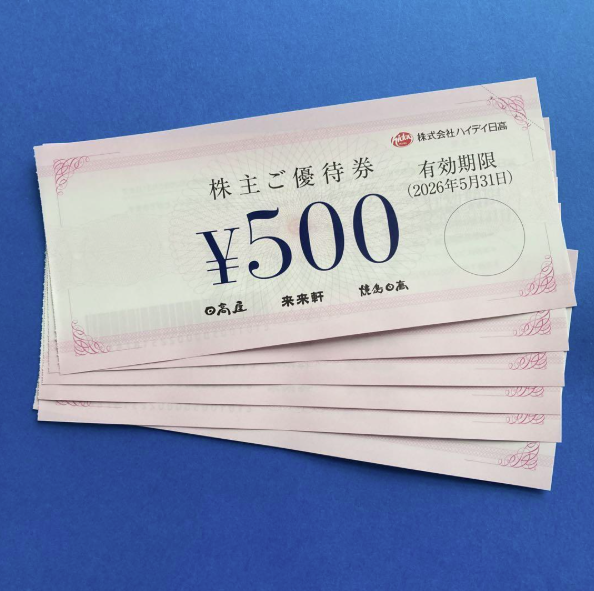 株式会社ハイデイ日高
株主ご優待券
有効期限
(2026年5月31日)
¥500
日高屋 来来軒 焼鳥日高